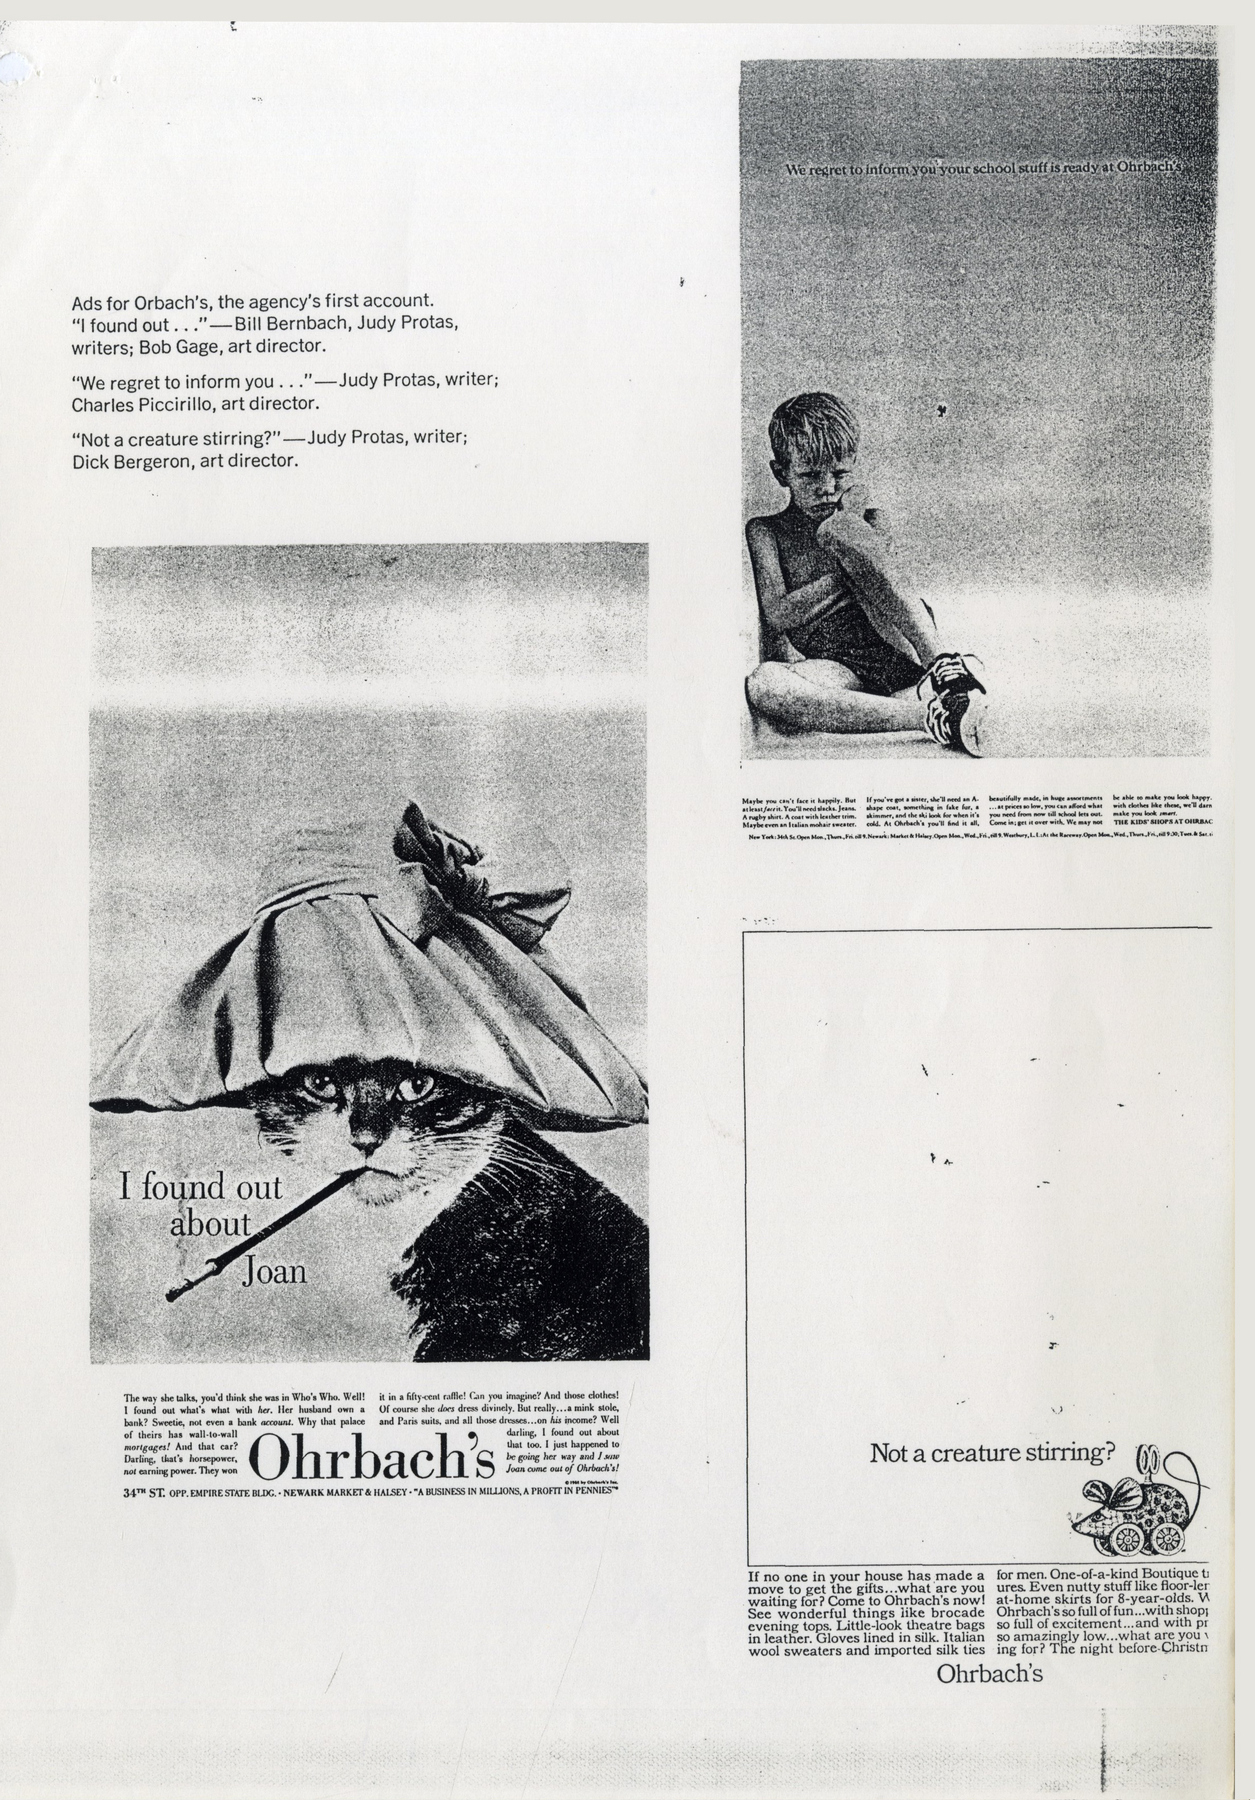 Ads for Orbach's, the agency's first account.
“I found out . . .”—Bill Bernbach, Judy Protas,
writers; Bob Gage, art director.
“We regret to inform you . . .”—Judy Protas, writer;
Charles Piccirillo, art director.
“Not a creature stirring?”—Judy Protas, writer;
Dick Bergeron, art director.
We regret to inform you your school stuff is ready at Ohrbach's.
Maybe you can't face it happily. But
at least face it. You'll need slacks. Jeans.
A rugby shirt. A coat with leather trim.
Maybe even an Italian mohair sweater.
If you've got a sister, she'll need an A-
shape coat, something in fake fur, a
skimmer, and the ski look for when it's
cold. At Ohrbach's you'll find it all,
beautifully made, in huge assortments
...at prices so low, you can afford what
you need from now till school lets out.
Come in; get it over with. We may not
be able to make you look happy.
with clothes like these, we'll darn
make you look smart.
THE KIDS' SHOPS AT OHRBAC
New York: 34th St. Open Mon., Thurs., Fri. till 9. Newark: Market & Halsey. Open Mon., Wed., Fri., till 9. Westbury, L. I.: At the Raceway. Open Mon., Wed., Thurs., Fri., till 9:30, Tues. & Sat.
I found out
about
Joan
The way she talks, you'd think she was in Who's Who. Well!
I found out what's what with her. Her husband own a
bank? Sweetie, not even a bank account. Why that palace
of theirs has wall-to-wall
mortgages! And that car?
Darling, that's horsepower,
not earning power. They won
it in a fifty-cent raffle! Can you imagine? And those clothes!
Of course she does dress divinely. But really...a mink stole,
and Paris suits, and all those dresses...on his income? Well
darling, I found out about
that too. I just happened to
be going her way and I saw
Joan come out of Ohrbach's!
Ohrbach's
34TH ST. OPP. EMPIRE STATE BLDG. · NEWARK MARKET & HALSEY · “A BUSINESS IN MILLIONS, A PROFIT IN PENNIES”
Not a creature stirring?
If no one in your house has made a
move to get the gifts...what are you
waiting for? Come to Ohrbach's now!
See wonderful things like brocade
evening tops. Little-look theatre bags
in leather. Gloves lined in silk. Italian
wool sweaters and imported silk ties
for men. One-of-a-kind Boutique t
ures. Even nutty stuff like floor-ler
at-home skirts for 8-year-olds. W
Ohrbach's so full of fun...with shop
so full of excitement...and with pr
so amazingly low...what are you
ing for? The night before Christn
Ohrbach's